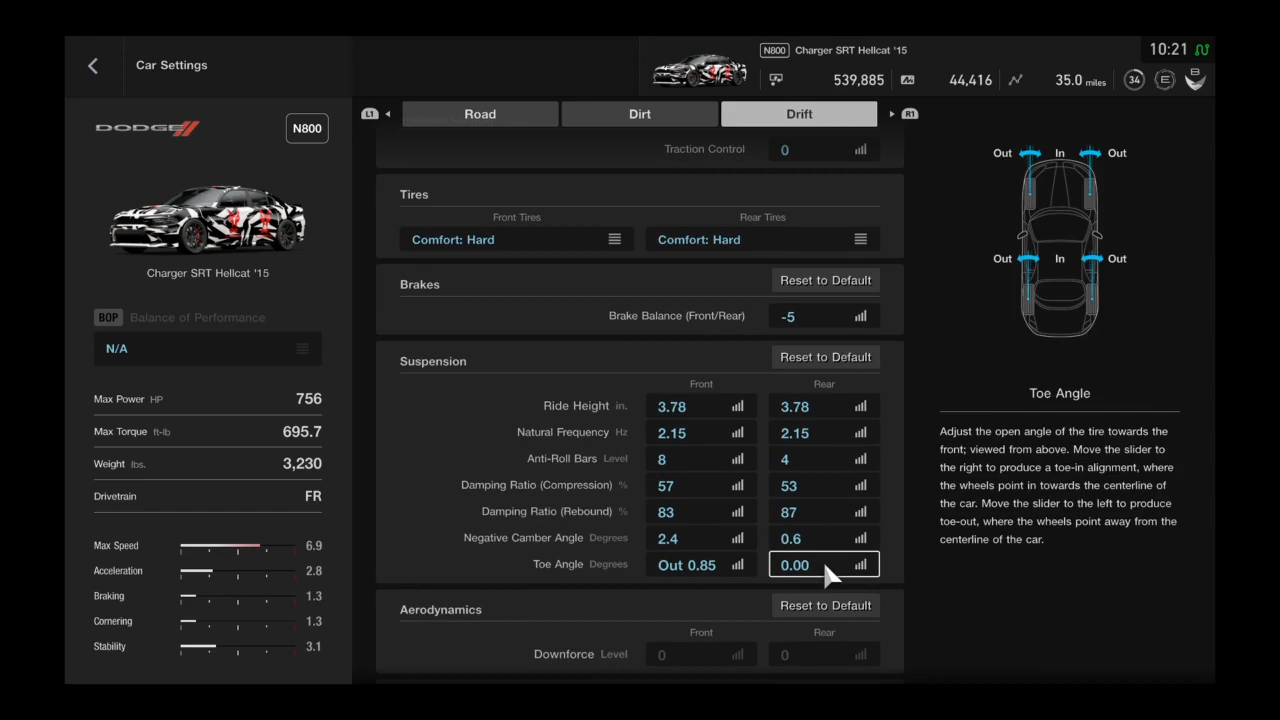 Car Settings
N800 Charger SRT Hellcat '15
10:21
539,885 44,416 35.0 miles 34 E B
DODGE
N800
Charger SRT Hellcat '15
BOP Balance of Performance
N/A
Max Power HP 756
Max Torque ft-lb 695.7
Weight lbs. 3,230
Drivetrain FR
Max Speed 6.9
Acceleration 2.8
Braking 1.3
Cornering 1.3
Stability 3.1
L1 Road Dirt Drift R1
Traction Control 0
Tires
Front Tires Rear Tires
Comfort: Hard Comfort: Hard
Brakes Reset to Default
Brake Balance (Front/Rear) -5
Suspension Reset to Default
Front Rear
Ride Height in. 3.78 3.78
Natural Frequency Hz 2.15 2.15
Anti-Roll Bars Level 8 4
Damping Ratio (Compression) % 57 53
Damping Ratio (Rebound) % 83 87
Negative Camber Angle Degrees 2.4 0.6
Toe Angle Degrees Out 0.85 0.00
Aerodynamics Reset to Default
Front Rear
Downforce Level 0 0
Out In Out
Out In Out
Toe Angle
Adjust the open angle of the tire towards the
front; viewed from above. Move the slider to
the right to produce a toe-in alignment, where
the wheels point in towards the centerline of
the car. Move the slider to the left to produce
toe-out, where the wheels point away from the
centerline of the car.